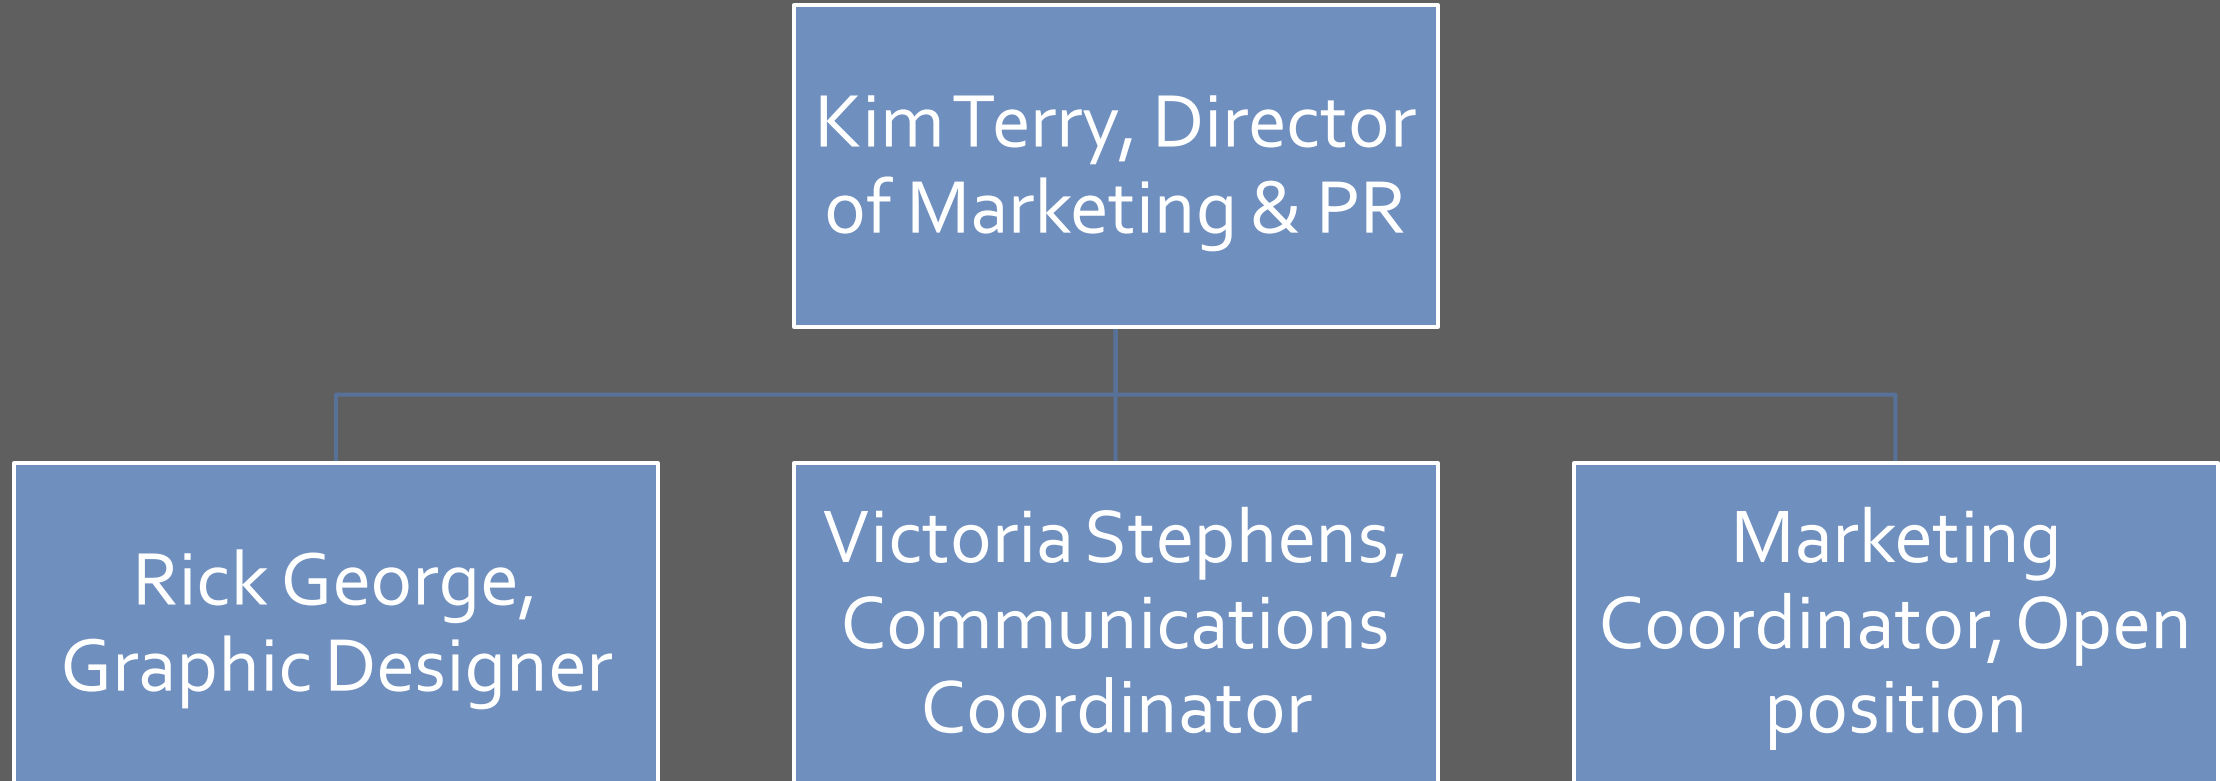 Kim Terry, Director
of Marketing & PR
Rick George,
Graphic Designer
Victoria Stephens,
Communications
Coordinator
Marketing
Coordinator, Open
position